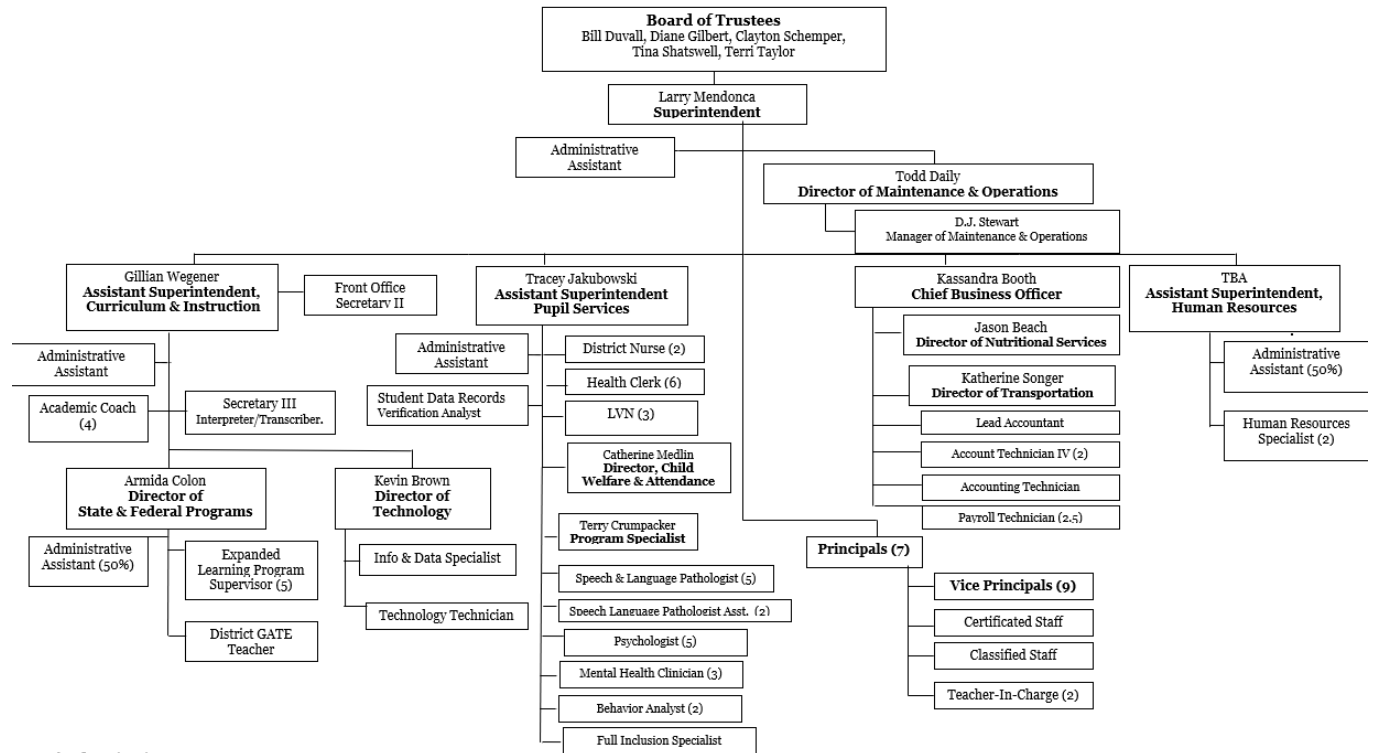 Board of Trustees
Bill Duvall, Diane Gilbert, Clayton Schemper,
Tina Shatswell, Terri Taylor
Larry Mendonca
Superintendent
Administrative
Assistant
Todd Daily
Director of Maintenance & Operations
D.J. Stewart
Manager of Maintenance & Operations
Gillian Wegener
Assistant Superintendent,
Curriculum & Instruction
Front Office
Secretary II
Tracey Jakubowski
Assistant Superintendent
Pupil Services
Kassandra Booth
Chief Business Officer
TBA
Assistant Superintendent,
Human Resources
Administrative
Assistant
Academic Coach
(4)
Secretary III
Interpreter/Transcriber.
Armida Colon
Director of
State & Federal Programs
Kevin Brown
Director of
Technology
Administrative
Assistant (50%)
Expanded
Learning Program
Supervisor (5)
District GATE
Teacher
Info & Data Specialist
Technology Technician
Administrative
Assistant
Student Data Records
Verification Analyst
District Nurse (2)
Health Clerk (6)
LVN (3)
Catherine Medlin
Director, Child
Welfare & Attendance
Terry Crumpacker
Program Specialist
Speech & Language Pathologist (5)
Speech Language Pathologist Asst. (2)
Psychologist (5)
Mental Health Clinician (3)
Behavior Analyst (2)
Full Inclusion Specialist
Jason Beach
Director of Nutritional Services
Katherine Songer
Director of Transportation
Lead Accountant
Account Technician IV (2)
Accounting Technician
Payroll Technician (2.5)
Administrative
Assistant (50%)
Human Resources
Specialist (2)
Principals (7)
Vice Principals (9)
Certificated Staff
Classified Staff
Teacher-In-Charge (2)